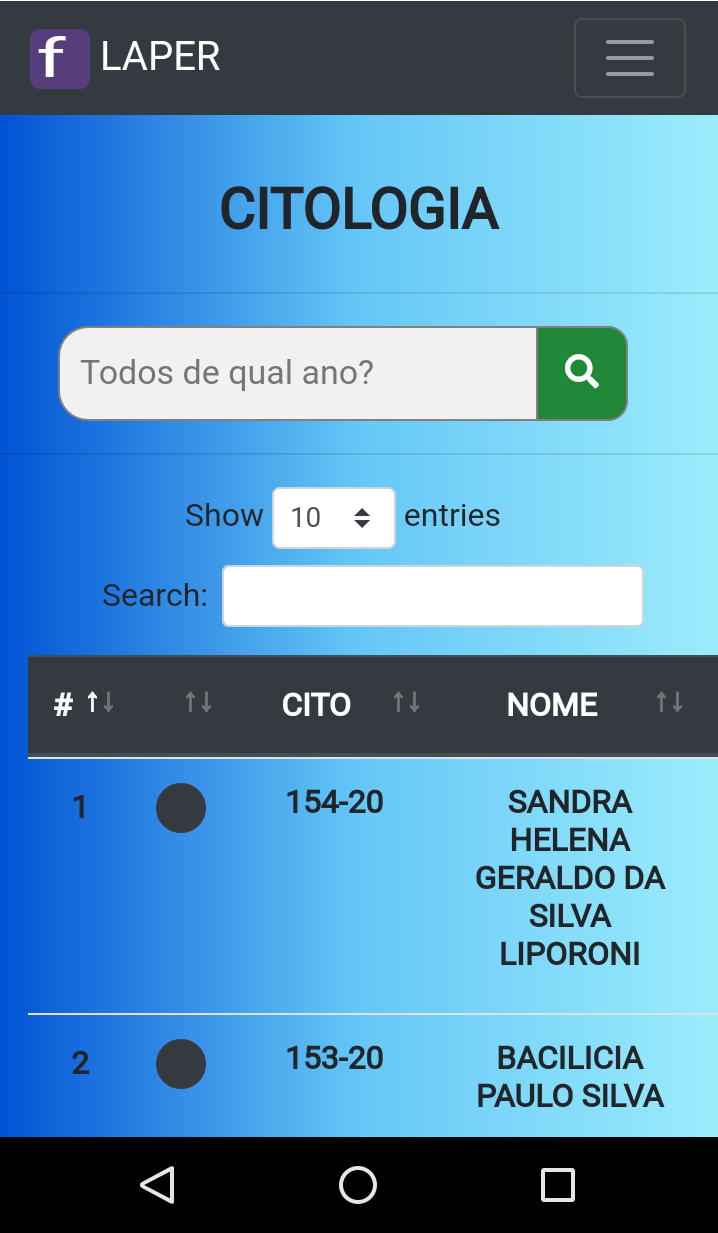 f LAPER
CITOLOGIA
Todos de qual ano?
Show 10 entries
Search:
# CITO NOME
1 154-20 SANDRA
HELENA
GERALDO DA
SILVA
LIPORONI
2 153-20 BACILICIA
PAULO SILVA